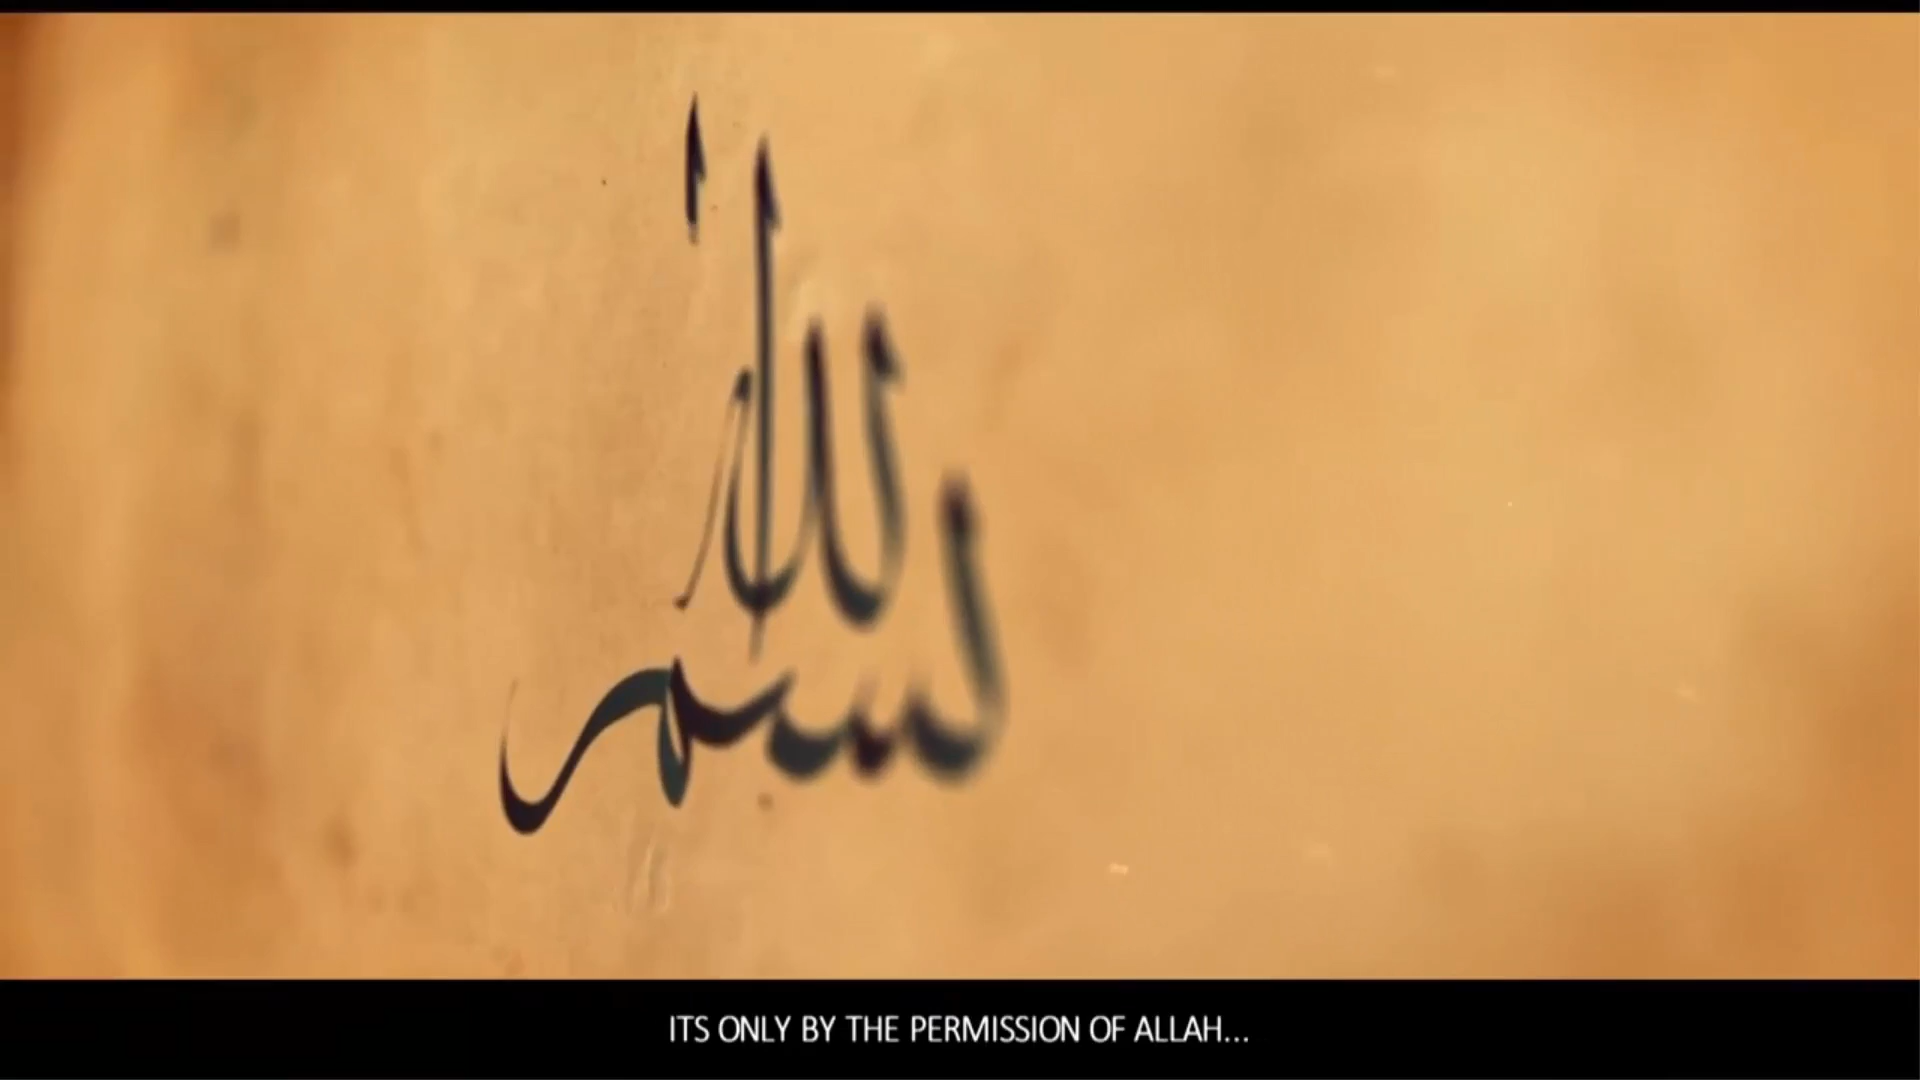 بسم الله
ITS ONLY BY THE PERMISSION OF ALLAH...